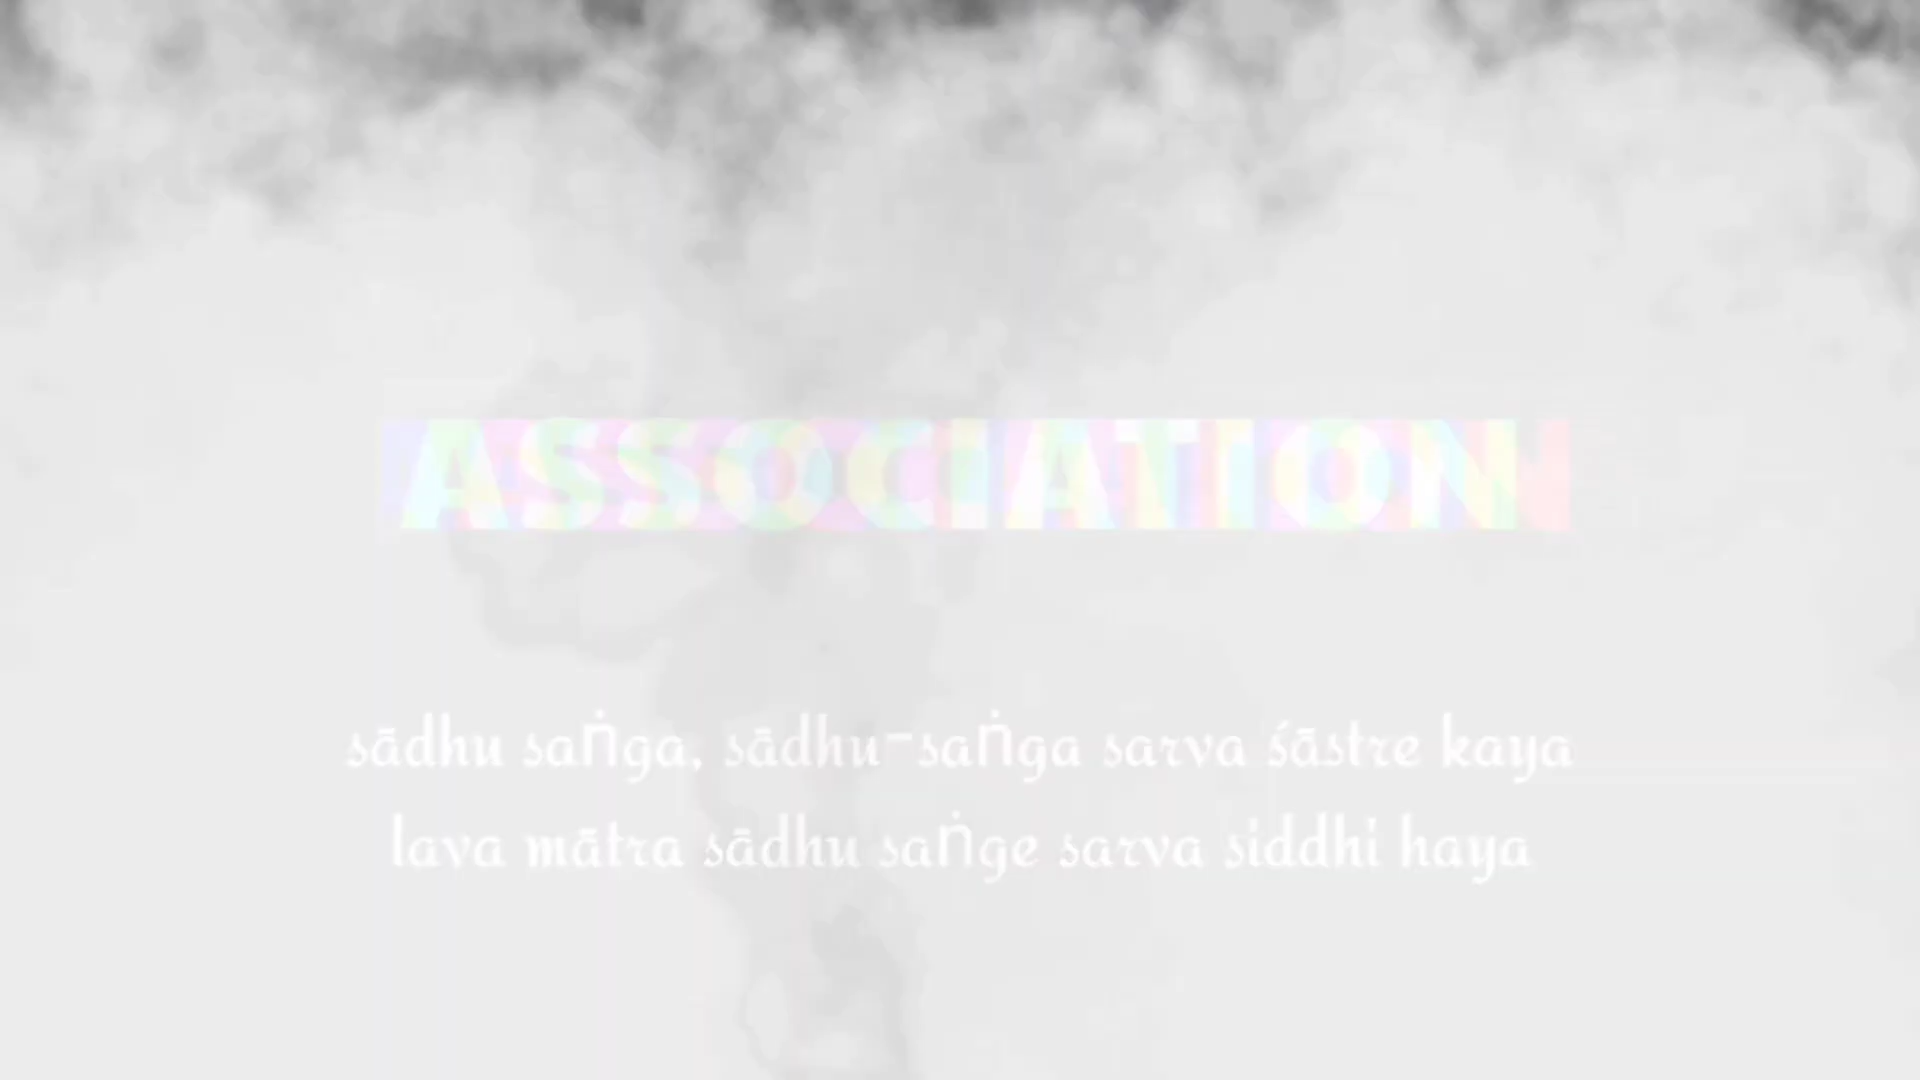 ASSOCIATION
sādhu saṅga, sādhu-saṅga sarva śāstre kaya
lava mātra sādhu saṅge sarva siddhi haya